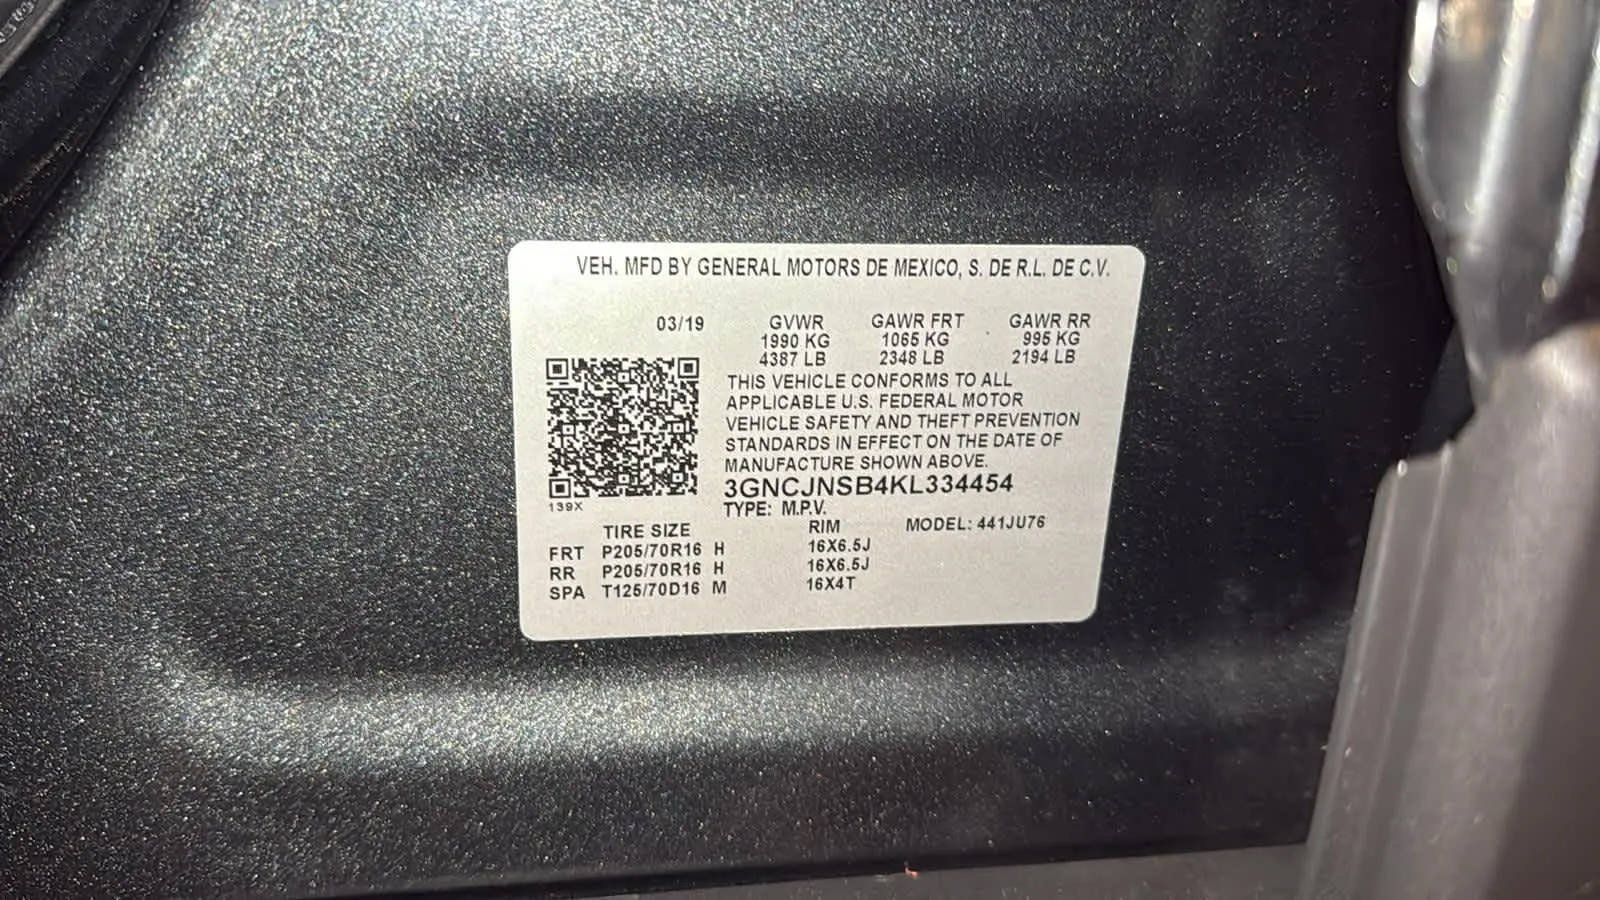 VEH. MFD BY GENERAL MOTORS DE MEXICO, S. DE R.L. DE C.V.
03/19 GVWR GAWR FRT GAWR RR
1990 KG 1065 KG 995 KG
4387 LB 2348 LB 2194 LB
THIS VEHICLE CONFORMS TO ALL
APPLICABLE U.S. FEDERAL MOTOR
VEHICLE SAFETY AND THEFT PREVENTION
STANDARDS IN EFFECT ON THE DATE OF
MANUFACTURE SHOWN ABOVE.
3GNCJNSB4KL334454
139X
TYPE: M.P.V.
TIRE SIZE RIM MODEL: 441JU76
FRT P205/70R16 H 16X6.5J
RR P205/70R16 H 16X6.5J
SPA T125/70D16 M 16X4T